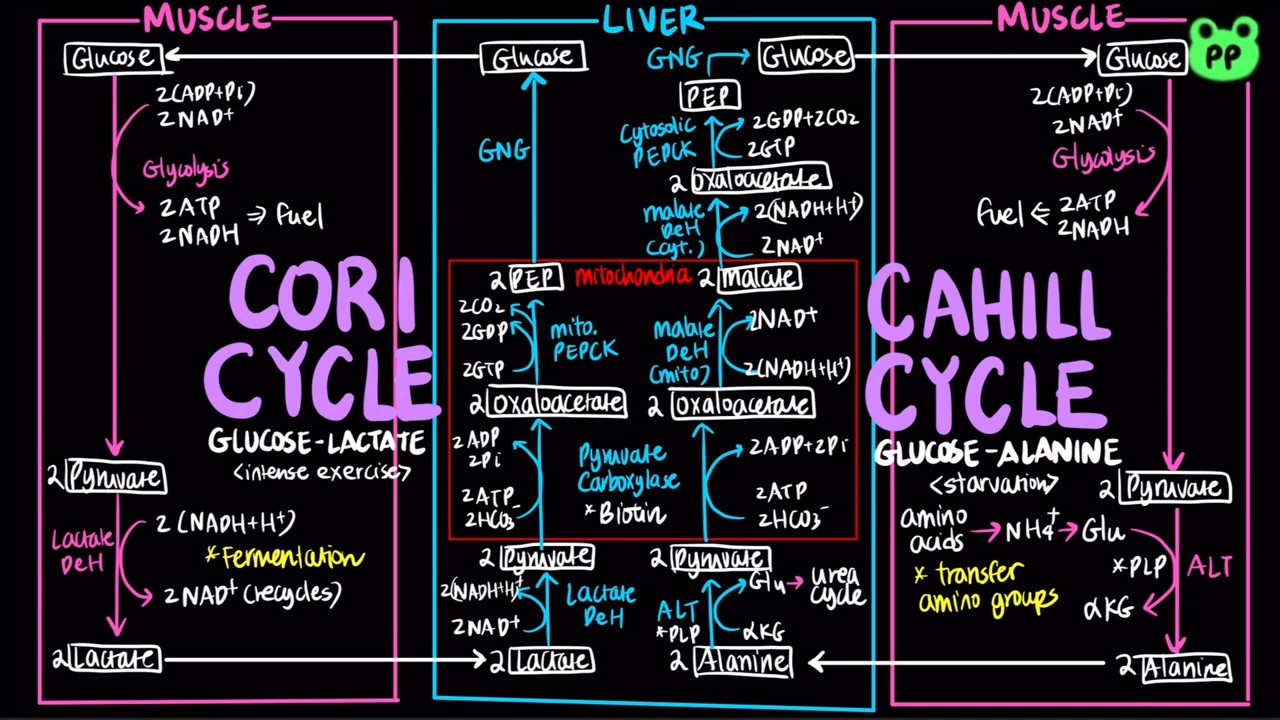 MUSCLE
Glucose
2(ADP+Pi)
2NAD+
Glycolysis
2ATP
2NADH
⇒ fuel
CORI
CYCLE
GLUCOSE-LACTATE
<intense exercise>
2 Pyruvate
Lactate
DeH
2 (NADH+H+)
*Fermentation
2NAD+ (recycles)
2 Lactate
LIVER
Glucose
GNG
2 PEP
mitochondria
2CO2
2GDP
2GTP
mito.
PEPCK
2 Oxaloacetate
2ADP
2Pi
2ATP
2HCO3-
Pyruvate
Carboxylase
*Biotin
2 Pyruvate
2(NADH+H+)
2NAD+
Lactate
DeH
2 Lactate
GNG
Glucose
PEP
Cytosolic
PEPCK
2GDP+2CO2
2GTP
2 Oxaloacetate
malate
DeH
(cyt.)
2(NADH+H+)
2NAD+
2 Malate
malate
DeH
(mito)
2NAD+
2(NADH+H+)
2 Oxaloacetate
2ADP+2Pi
2ATP
2HCO3-
2 Pyruvate
ALT
*PLP
Glu → urea
cycle
αKG
2 Alanine
MUSCLE
PP
Glucose
2(ADP+Pi)
2NAD+
Glycolysis
fuel ⇐
2ATP
2NADH
CAHILL
CYCLE
GLUCOSE-ALANINE
<starvation>
2 Pyruvate
amino
acids → NH4+ → Glu
*PLP
ALT
* transfer
amino groups
αKG
2 Alanine